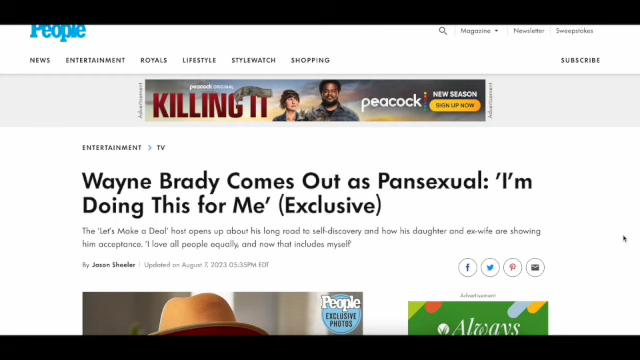 People
Magazine
Newsletter
Sweepstakes
NEWS
ENTERTAINMENT
ROYALS
LIFESTYLE
STYLEWATCH
SHOPPING
SUBSCRIBE
Advertisement
peacock ORIGINAL
KILLING IT
peacock
NEW SEASON
SIGN UP NOW
Advertisement
ENTERTAINMENT > TV
Wayne Brady Comes Out as Pansexual: 'I'm
Doing This for Me' (Exclusive)
The 'Let's Make a Deal' host opens up about his long road to self-discovery and how his daughter and ex-wife are showing
him acceptance. 'I love all people equally, and now that includes myself'
By Jason Sheeler | Updated on August 7, 2023 05:35PM EDT
People
EXCLUSIVE
PHOTOS
Advertisement
Always